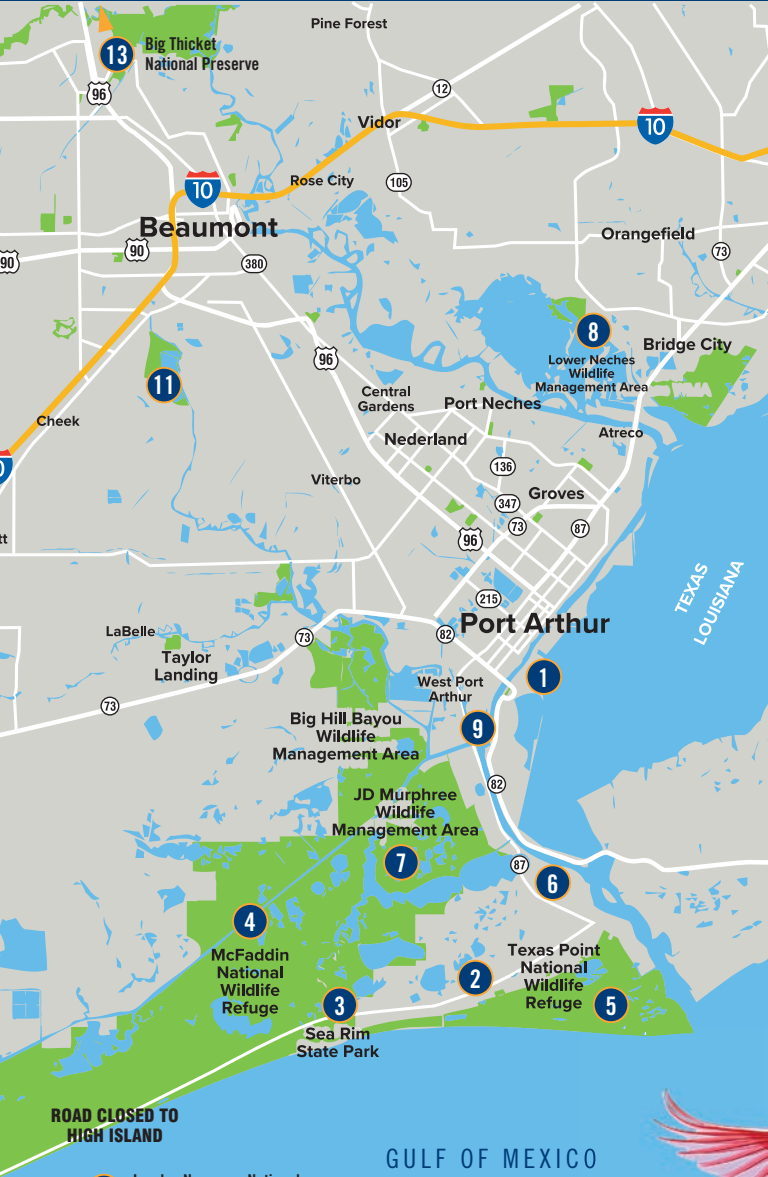 Pine Forest
13
Big Thicket
National Preserve
96
12
Vidor
10
10
Rose City
105
Beaumont
90
90
380
Orangefield
73
8
Bridge City
Lower Neches
Wildlife
Management Area
96
11
Central
Gardens
Port Neches
Cheek
Nederland
Atreco
136
Viterbo
347
Groves
73
87
96
0
tt
TEXAS
LOUISIANA
215
LaBelle
73
82
Port Arthur
Taylor
Landing
1
West Port
Arthur
73
9
Big Hill Bayou
Wildlife
Management Area
82
JD Murphree
Wildlife
Management Area
7
87
6
4
McFaddin
National
Wildlife
Refuge
Texas Point
National
Wildlife
Refuge
2
3
5
Sea Rim
State Park
ROAD CLOSED TO
HIGH ISLAND
GULF OF MEXICO